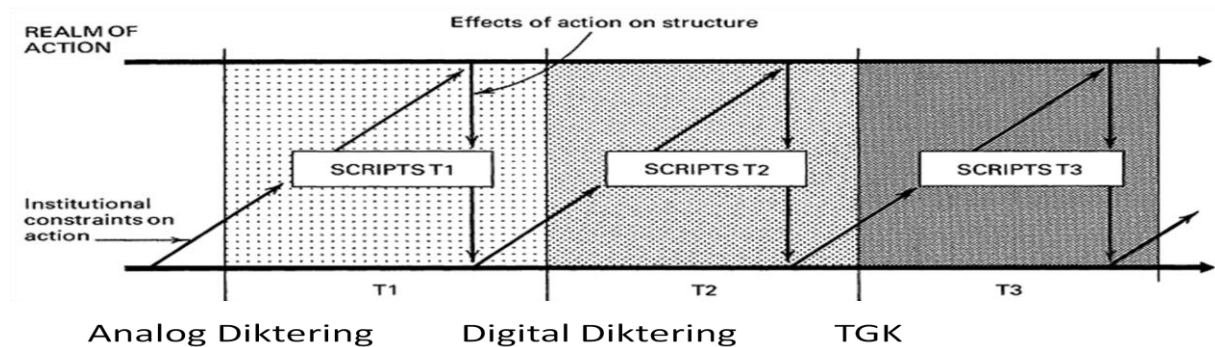 Effects of action on structure
REALM OF
ACTION
SCRIPTS T1
SCRIPTS T2
SCRIPTS T3
Institutional
constraints on
action
T1
T2
T3
Analog Diktering
Digital Diktering
TGK